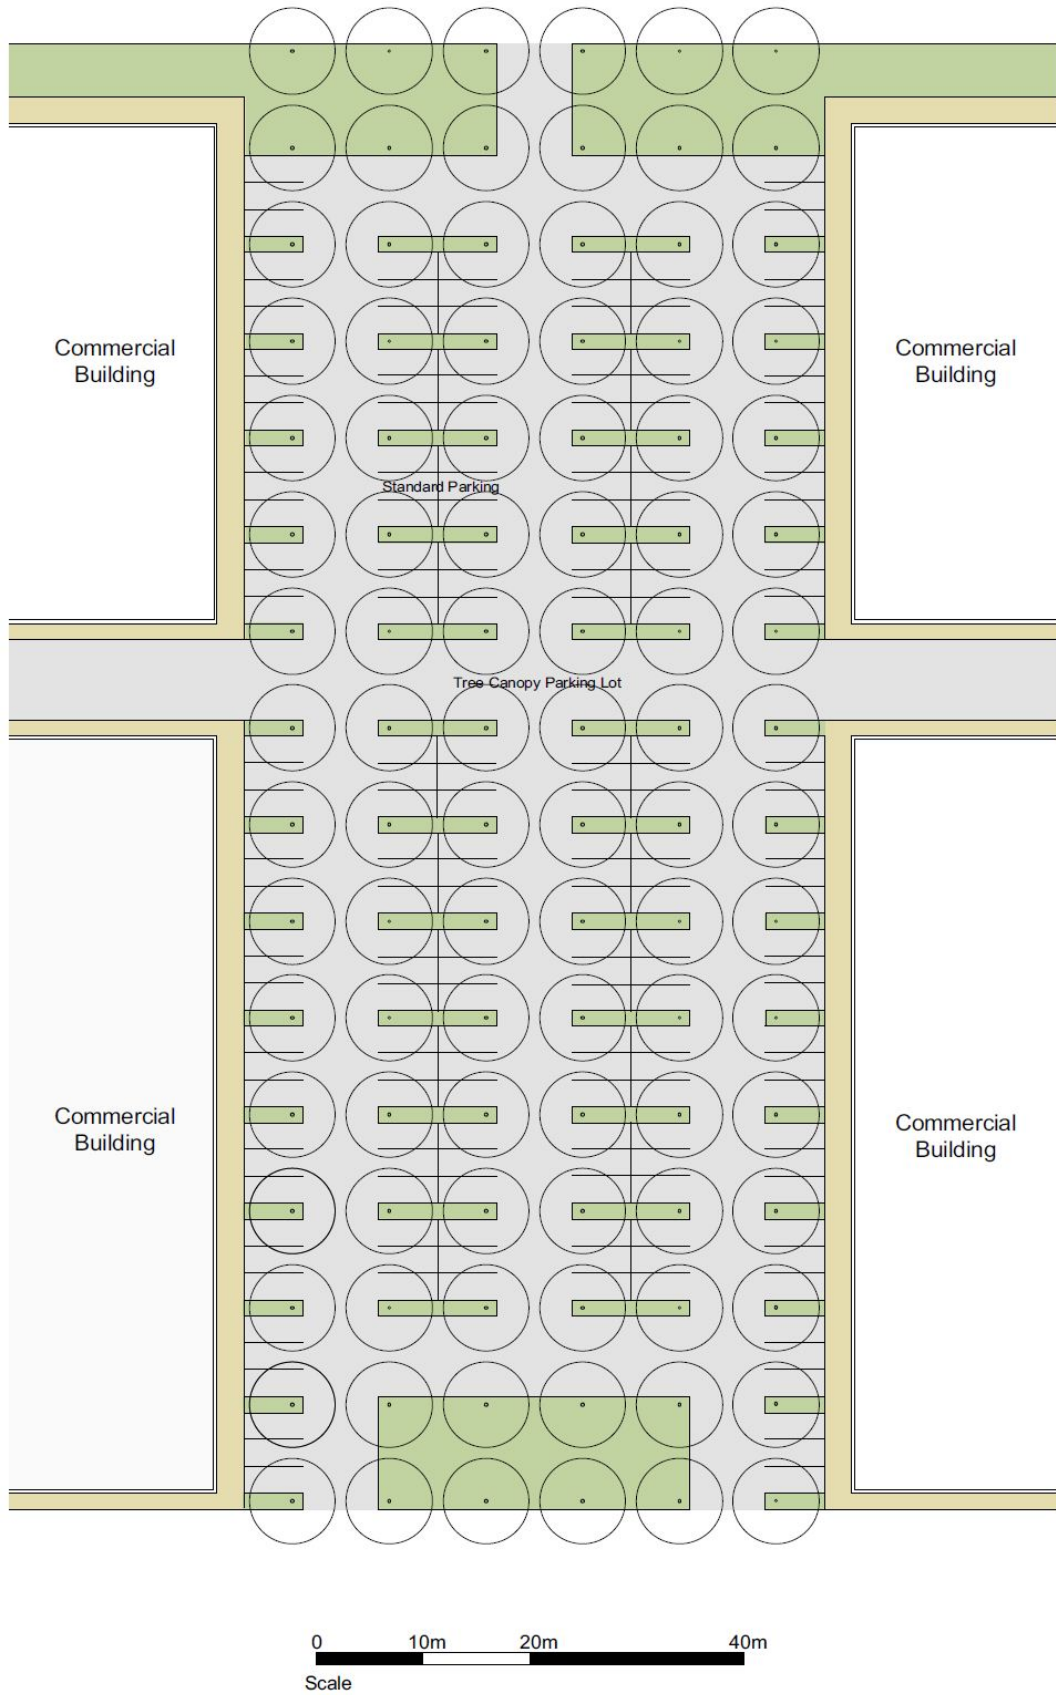 Commercial
Building
Commercial
Building
Standard Parking
Tree Canopy Parking Lot
Commercial
Building
Commercial
Building
0 10m 20m 40m
Scale